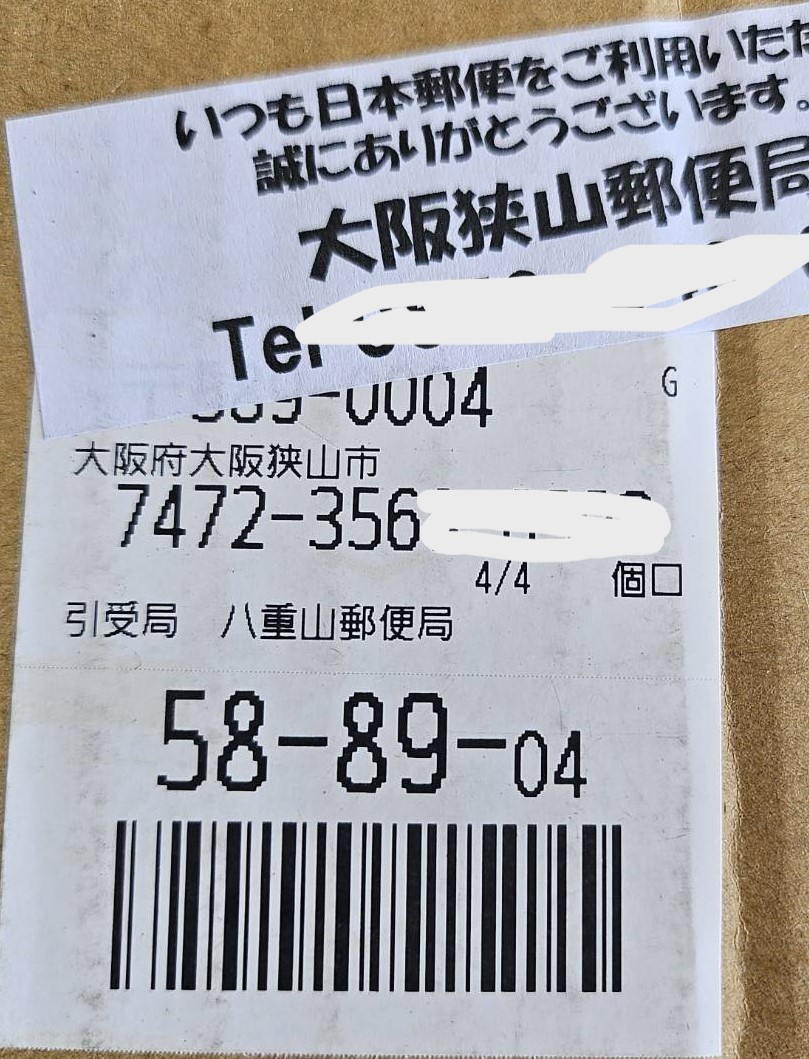 いつも日本郵便をご利用いただ
誠にありがとうございます。
大阪狭山郵便局
Tel
589-0004
G
大阪府大阪狭山市
7472-356
4/4 個口
引受局 八重山郵便局
58-89-04